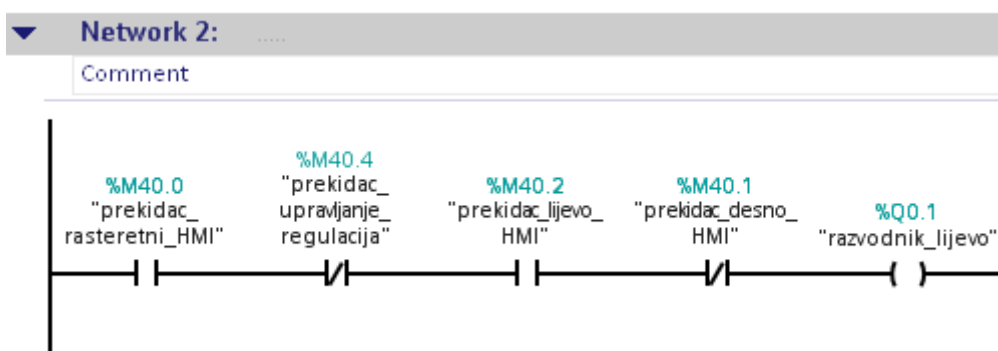 Network 2: .....
Comment
%M40.0
"prekidac_
rasteretni_HMI"
%M40.4
"prekidac_
upravljanje_
regulacija"
%M40.2
"prekidac_lijevo_
HMI"
%M40.1
"prekidac_desno_
HMI"
%Q0.1
"razvodnik_lijevo"